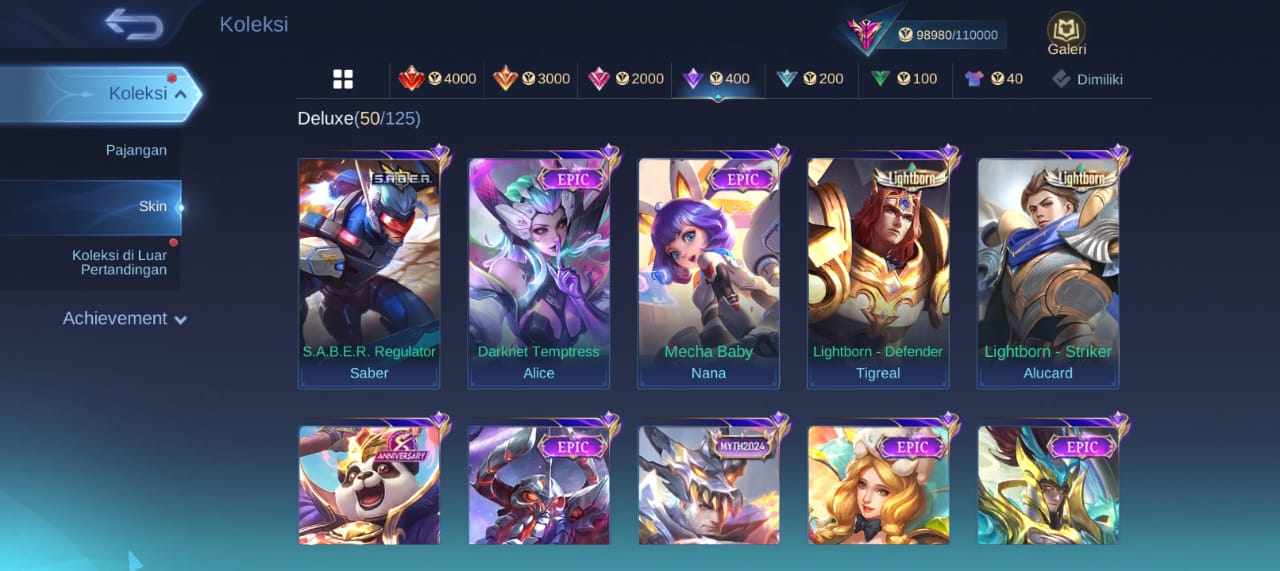 Koleksi
98980/110000
Galeri
4000
3000
2000
400
200
100
40
Dimiliki
Koleksi
Pajangan
Skin
Koleksi di Luar
Pertandingan
Achievement
Deluxe(50/125)
S.A.B.E.R.
EPIC
EPIC
Lightborn
Lightborn
S.A.B.E.R. Regulator
Saber
Darknet Temptress
Alice
Mecha Baby
Nana
Lightborn - Defender
Tigreal
Lightborn - Striker
Alucard
ANNIVERSARY
EPIC
MYTH2024
EPIC
EPIC